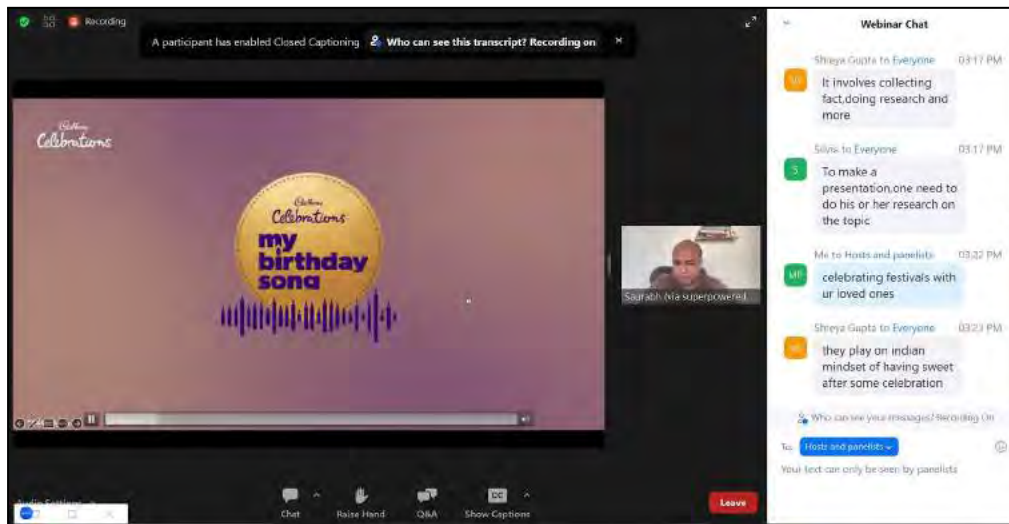 Recording
A participant has enabled Closed Captioning Who can see this transcript? Recording on
Cadbury
Celebrations
Cadbury
Celebrations
my
birthday
song
Saurabh (via superpowered
Audio Settings
Chat
Raise Hand
Q&A
CC
Show Captions
Leave
Webinar Chat
Shreya Gupta to Everyone 03:17 PM
It involves collecting
fact,doing research and
more
Silvia to Everyone 03:17 PM
S
To make a
presentation,one need to
do his or her research on
the topic
Me to Hosts and panelists 03:22 PM
celebrating festivals with
ur loved ones
Shreya Gupta to Everyone 03:23 PM
they play on indian
mindset of having sweet
after some celebration
Who can see your messages? Recording On
To: Hosts and panelists
Your text can only be seen by panelists